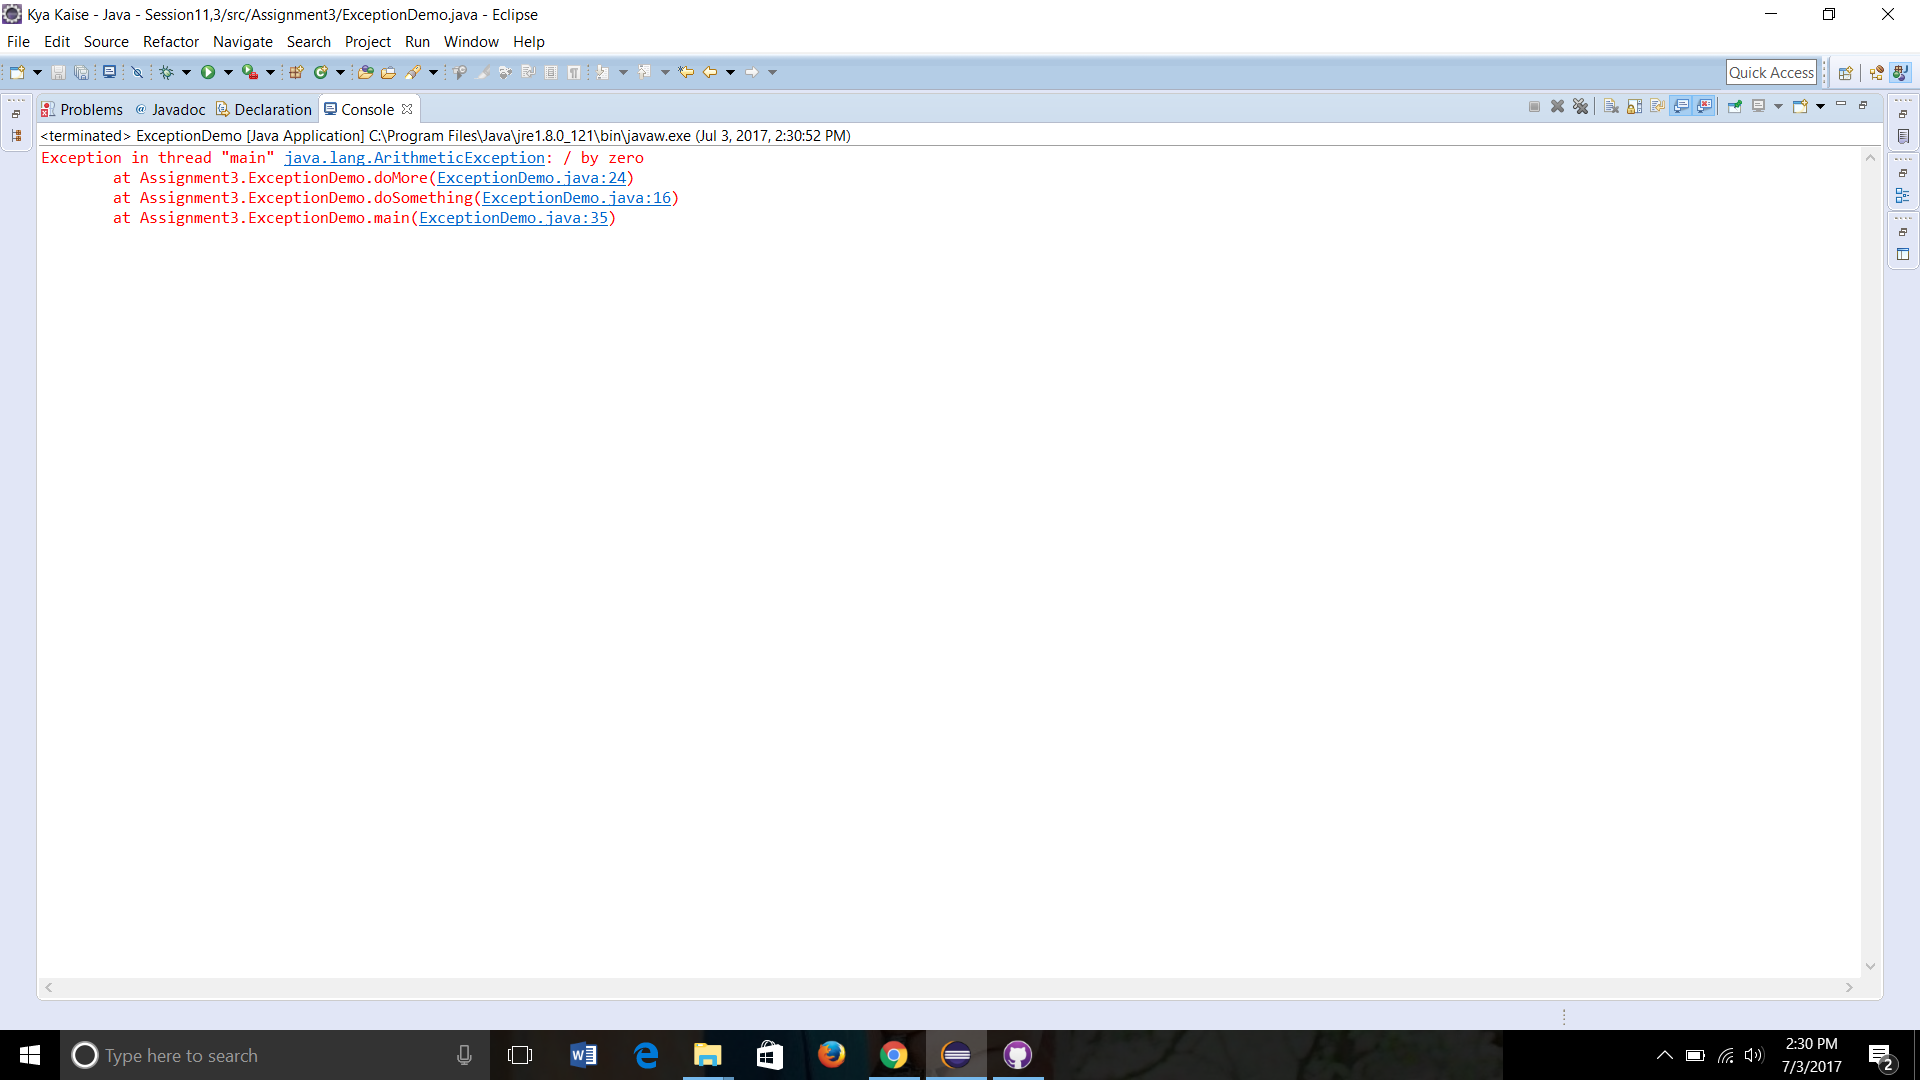 Kya Kaise - Java - Session11,3/src/Assignment3/ExceptionDemo.java - Eclipse
File Edit Source Refactor Navigate Search Project Run Window Help
Quick Access
Problems @ Javadoc Declaration Console
<terminated> ExceptionDemo [Java Application] C:\Program Files\Java\jre1.8.0_121\bin\javaw.exe (Jul 3, 2017, 2:30:52 PM)
Exception in thread "main" java.lang.ArithmeticException: / by zero
at Assignment3.ExceptionDemo.doMore(ExceptionDemo.java:24)
at Assignment3.ExceptionDemo.doSomething(ExceptionDemo.java:16)
at Assignment3.ExceptionDemo.main(ExceptionDemo.java:35)
Type here to search
2:30 PM
7/3/2017
2